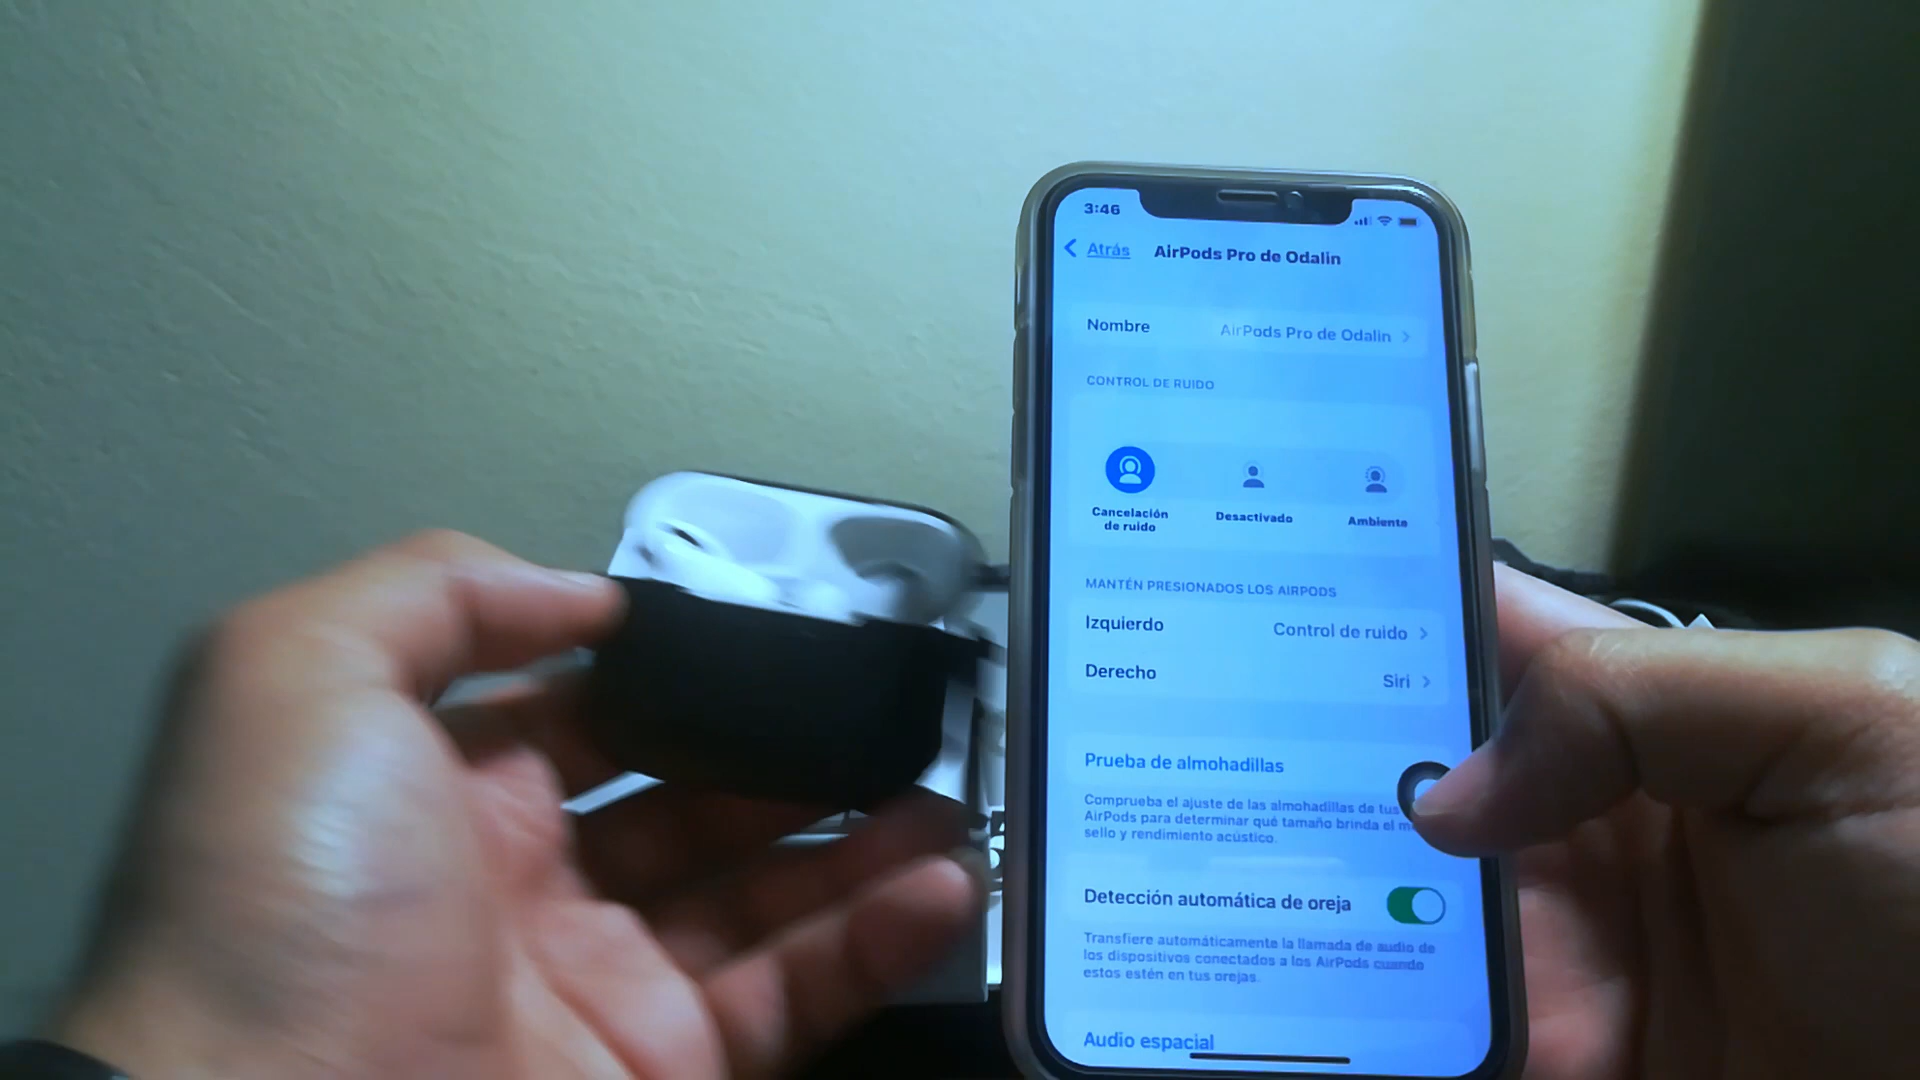 3:46
Atrás
AirPods Pro de Odalin
Nombre
AirPods Pro de Odalin
CONTROL DE RUIDO
Cancelación
de ruido
Desactivado
Ambiente
MANTÉN PRESIONADOS LOS AIRPODS
Izquierdo
Control de ruido
Derecho
Siri
Prueba de almohadillas
Comprueba el ajuste de las almohadillas de tus
AirPods para determinar qué tamaño brinda el
sello y rendimiento acústico.
Detección automática de oreja
Transfiere automáticamente la llamada de audio de
los dispositivos conectados a los AirPods cuando
estos estén en tus orejas.
Audio espacial